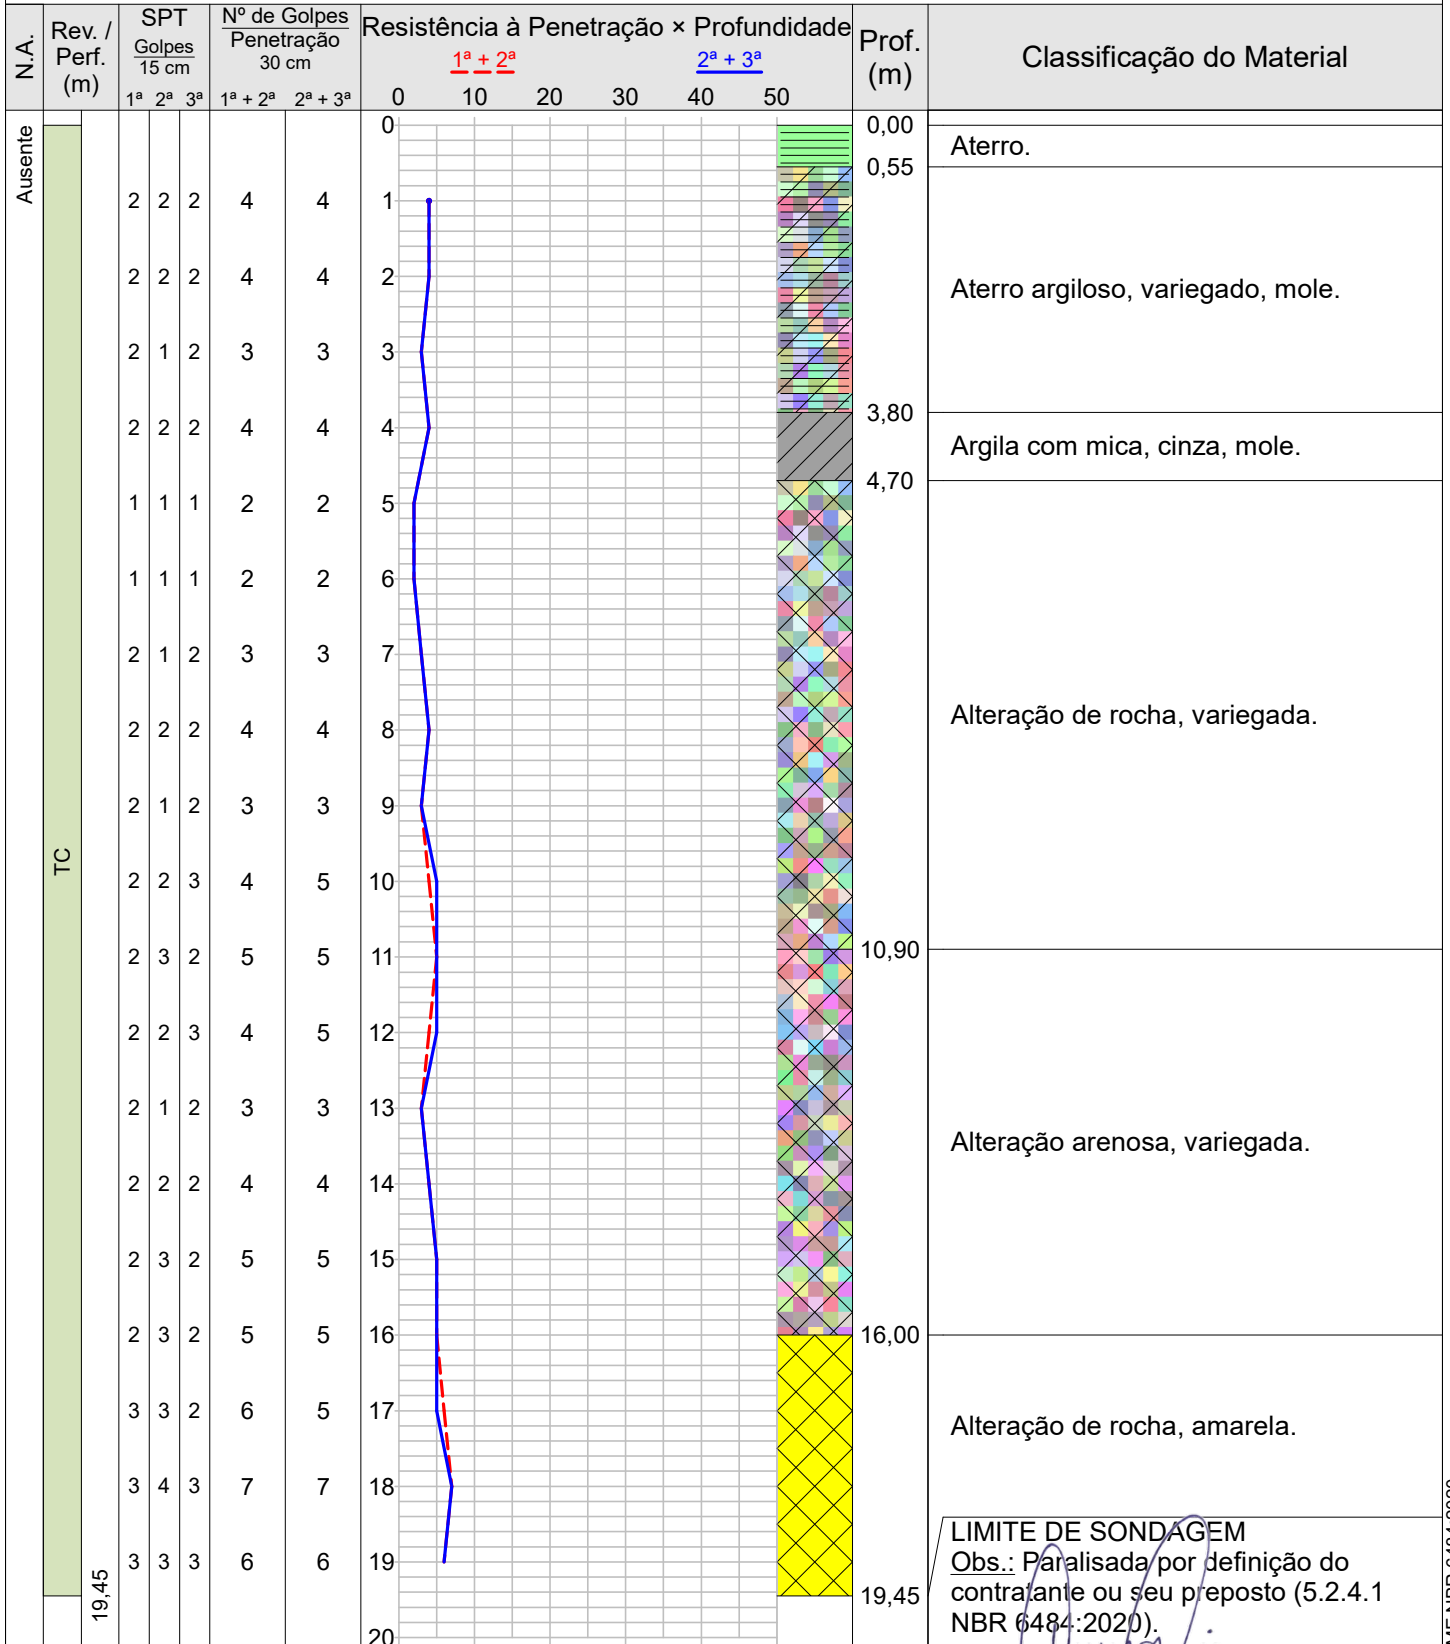 N.A.
Rev. /
Perf.
(m)
SPT
Golpes
15 cm
1ª 2ª 3ª
Nº de Golpes
Penetração
30 cm
1ª + 2ª 2ª + 3ª
Resistência à Penetração × Profundidade
1ª + 2ª 2ª + 3ª
0 10 20 30 40 50
Prof.
(m)
Classificação do Material
Ausente
TC
19,45
0
2 2 2 4 4 1
2 2 2 4 4 2
2 1 2 3 3 3
2 2 2 4 4 4
1 1 1 2 2 5
1 1 1 2 2 6
2 1 2 3 3 7
2 2 2 4 4 8
2 1 2 3 3 9
2 2 3 4 5 10
2 3 2 5 5 11
2 2 3 4 5 12
2 1 2 3 3 13
2 2 2 4 4 14
2 3 2 5 5 15
2 3 2 5 5 16
3 3 2 6 5 17
3 4 3 7 7 18
3 3 3 6 6 19
20
0,00
Aterro.
0,55
Aterro argiloso, variegado, mole.
3,80
Argila com mica, cinza, mole.
4,70
Alteração de rocha, variegada.
10,90
Alteração arenosa, variegada.
16,00
Alteração de rocha, amarela.
19,45
LIMITE DE SONDAGEM
Obs.: Paralisada por definição do
contratante ou seu preposto (5.2.4.1
NBR 6484:2020).